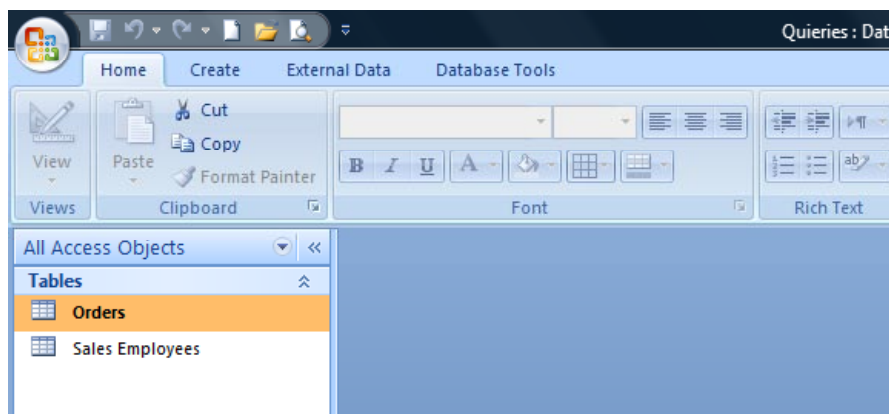 Quieries : Dat
Home Create External Data Database Tools
View
Paste
Cut
Copy
Format Painter
B I U A
ab
Views Clipboard Font Rich Text
All Access Objects
Tables
Orders
Sales Employees